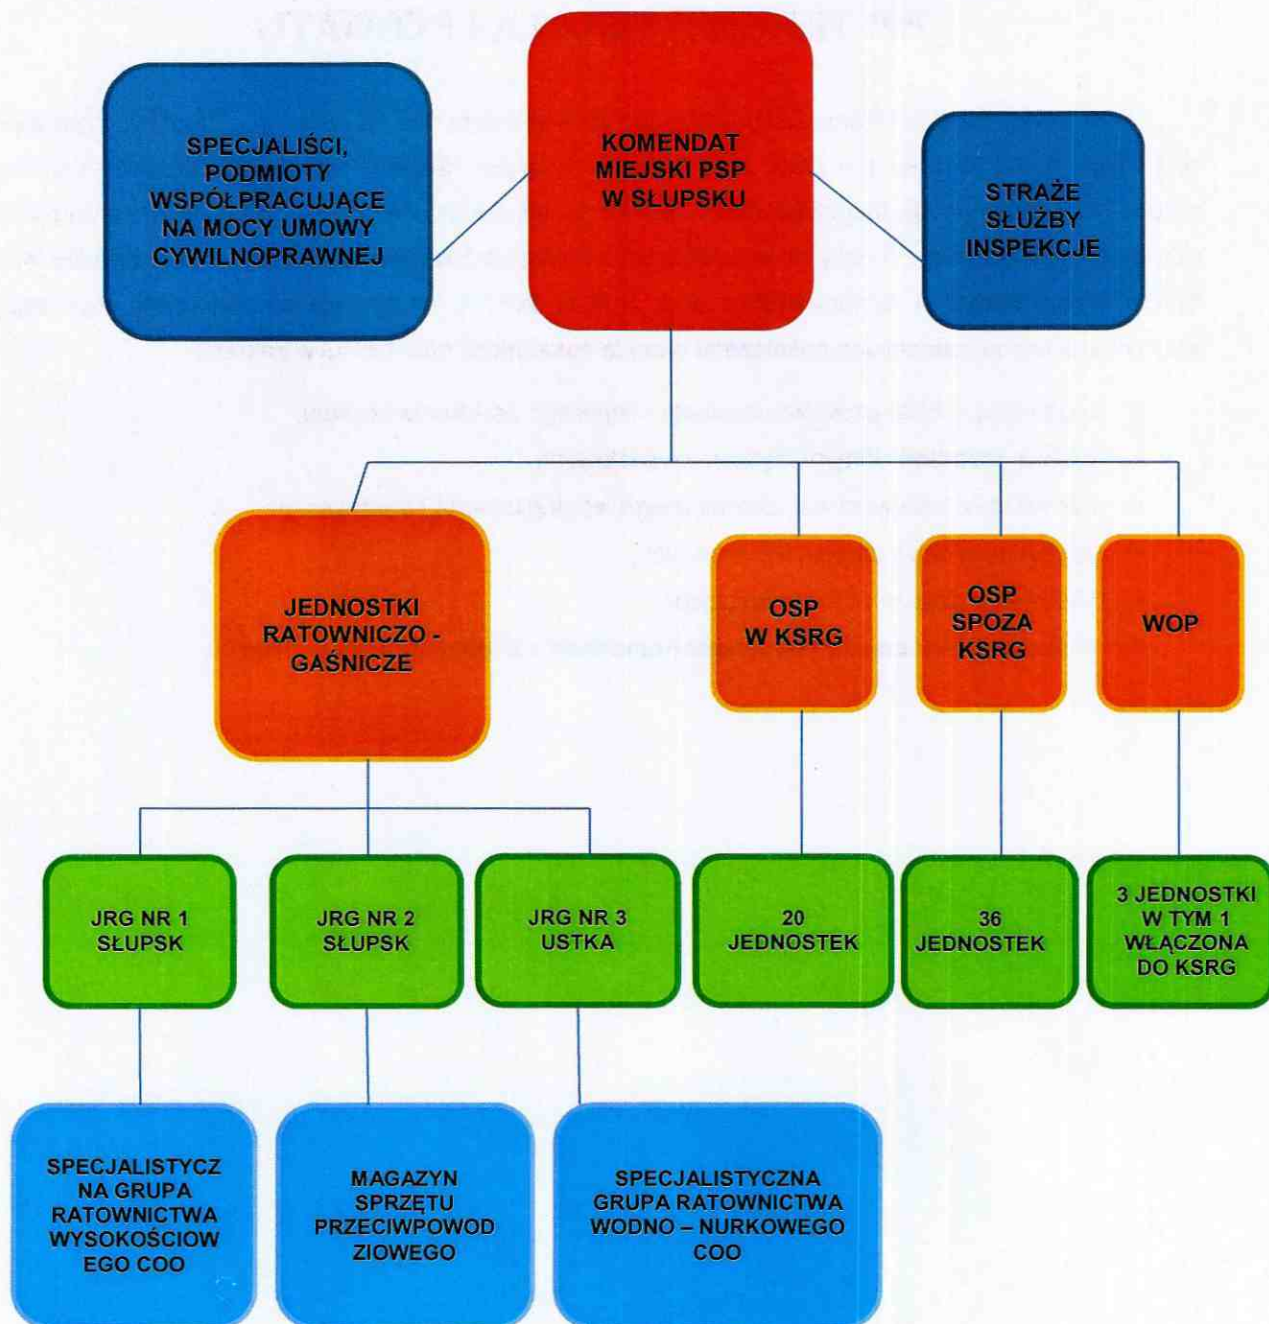 SPECJALIŚCI,
PODMIOTY
WSPÓŁPRACUJĄCE
NA MOCY UMOWY
CYWILNOPRAWNEJ
KOMENDAT
MIEJSKI PSP
W SŁUPSKU
STRAŻE
SŁUŻBY
INSPEKCJE
JEDNOSTKI
RATOWNICZO -
GAŚNICZE
OSP
W KSRG
OSP
SPOZA
KSRG
WOP
JRG NR 1
SŁUPSK
JRG NR 2
SŁUPSK
JRG NR 3
USTKA
20
JEDNOSTEK
36
JEDNOSTEK
3 JEDNOSTKI
W TYM 1
WŁĄCZONA
DO KSRG
SPECJALISTYCZ
NA GRUPA
RATOWNICTWA
WYSOKOŚCIOW
EGO COO
MAGAZYN
SPRZĘTU
PRZECIWPOWOD
ZIOWEGO
SPECJALISTYCZNA
GRUPA RATOWNICTWA
WODNO – NURKOWEGO
COO